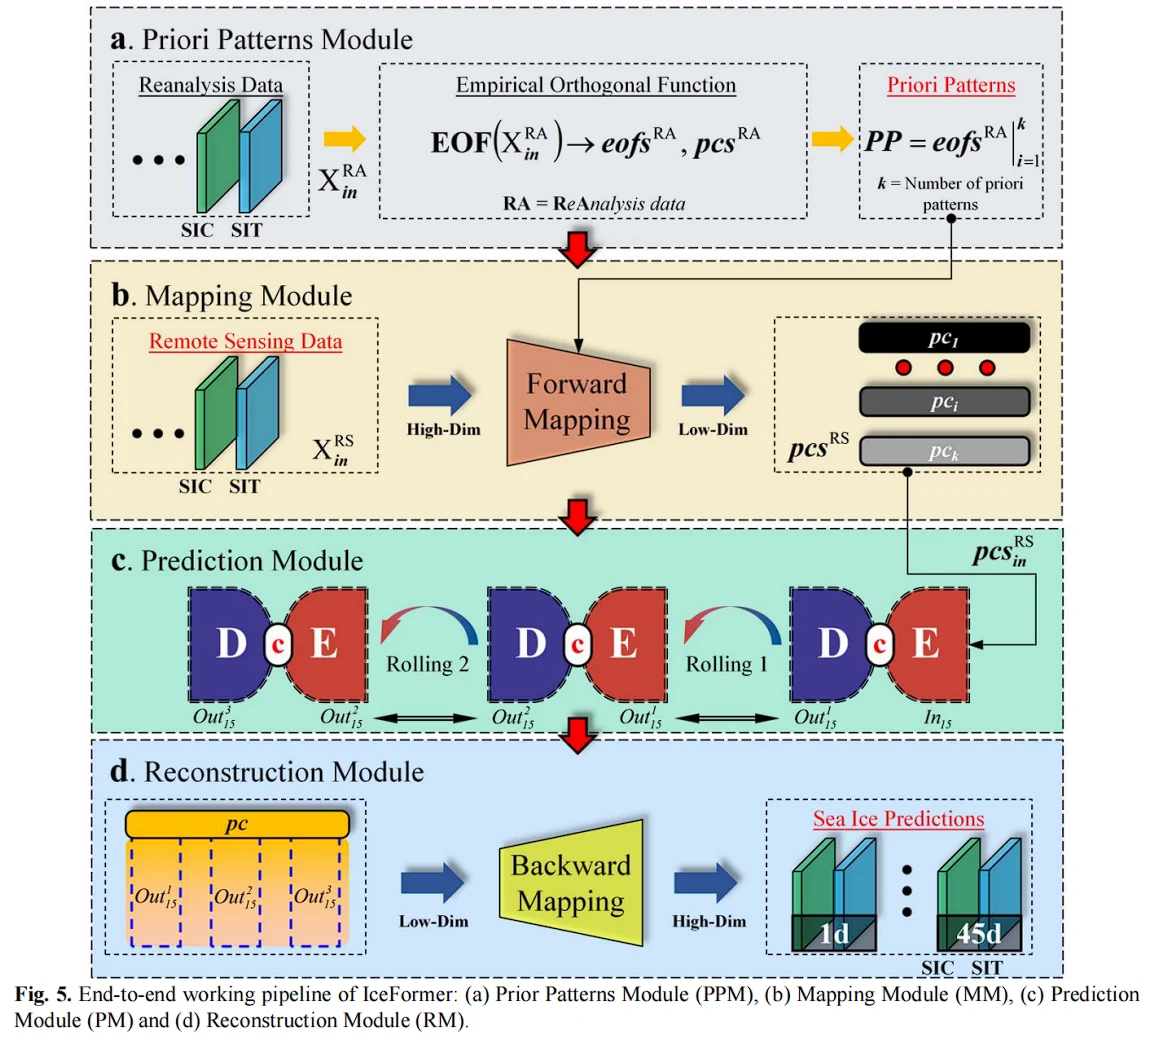 a. Priori Patterns Module
Reanalysis Data
SIC SIT
X_in^RA
Empirical Orthogonal Function
EOF(X_in^RA) → eofs^RA, pcs^RA
RA = ReAnalysis data
Priori Patterns
PP = eofs^RA|_{i=1}^k
k = Number of priori
patterns
b. Mapping Module
Remote Sensing Data
X_in^RS
SIC SIT
High-Dim
Forward
Mapping
Low-Dim
pcs^RS
pc_1
pc_i
pc_k
c. Prediction Module
pcs_in^RS
D c E
Rolling 2
D c E
Rolling 1
D c E
Out_15^3 Out_15^2
Out_15^2 Out_15^1
Out_15^1 In_15
d. Reconstruction Module
pc
Out_15^1 Out_15^2 Out_15^3
Low-Dim
Backward
Mapping
High-Dim
Sea Ice Predictions
1d 45d
SIC SIT
Fig. 5. End-to-end working pipeline of IceFormer: (a) Prior Patterns Module (PPM), (b) Mapping Module (MM), (c) Prediction
Module (PM) and (d) Reconstruction Module (RM).